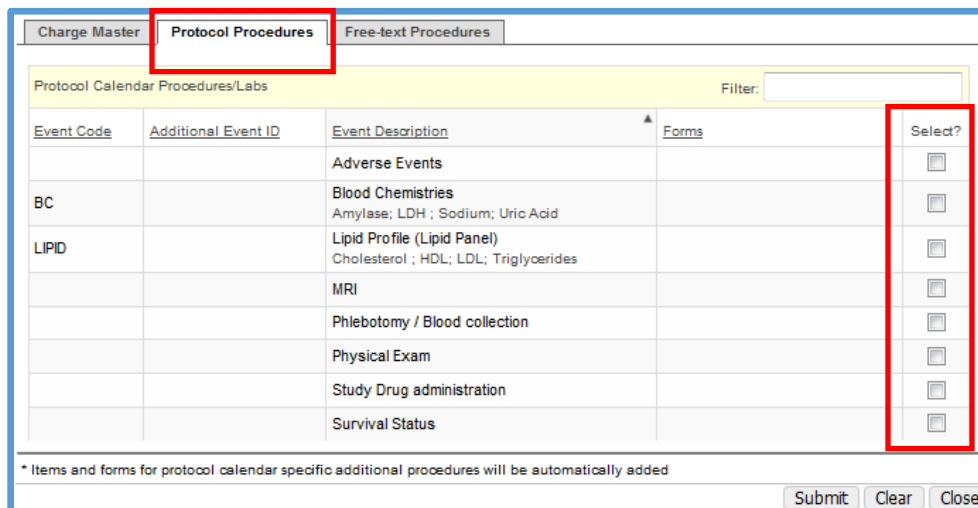 Charge Master Protocol Procedures Free-text Procedures
Protocol Calendar Procedures/Labs Filter:
Event Code Additional Event ID Event Description Forms Select?
Adverse Events
BC Blood Chemistries
Amylase; LDH ; Sodium; Uric Acid
LIPID Lipid Profile (Lipid Panel)
Cholesterol ; HDL; LDL; Triglycerides
MRI
Phlebotomy / Blood collection
Physical Exam
Study Drug administration
Survival Status
* Items and forms for protocol calendar specific additional procedures will be automatically added
Submit Clear Close